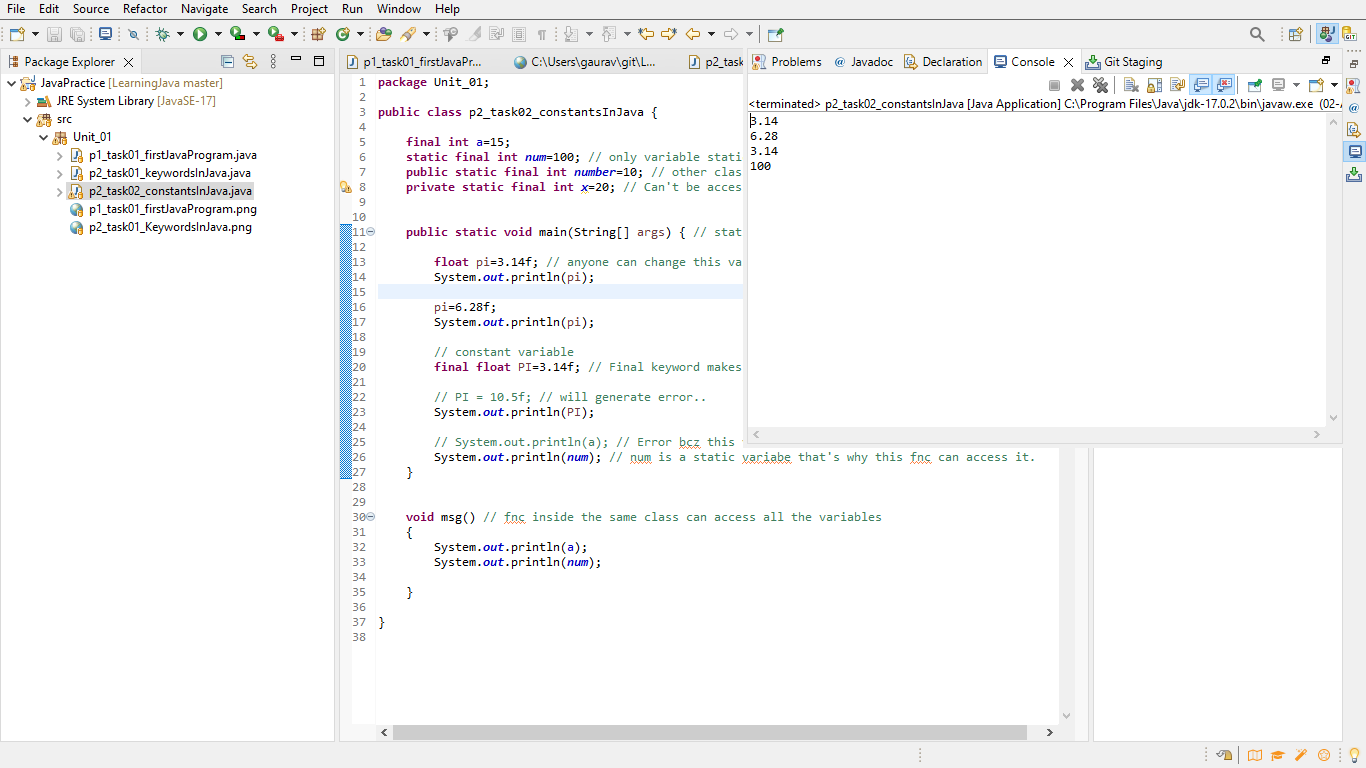 File Edit Source Refactor Navigate Search Project Run Window Help
Package Explorer
JavaPractice [LearningJava master]
JRE System Library [JavaSE-17]
src
Unit_01
p1_task01_firstJavaProgram.java
p2_task01_keywordsInJava.java
p2_task02_constantsInJava.java
p1_task01_firstJavaProgram.png
p2_task01_KeywordsInJava.png
p1_task01_firstJavaPr... C:\Users\gaurav\git\L... p2_task
1 package Unit_01;
2
3 public class p2_task02_constantsInJava {
4
5 final int a=15;
6 static final int num=100; // only variable stati
7 public static final int number=10; // other clas
8 private static final int x=20; // Can't be acces
9
10
11 public static void main(String[] args) { // stat
12
13 float pi=3.14f; // anyone can change this va
14 System.out.println(pi);
15
16 pi=6.28f;
17 System.out.println(pi);
18
19 // constant variable
20 final float PI=3.14f; // Final keyword makes
21
22 // PI = 10.5f; // will generate error..
23 System.out.println(PI);
24
25 // System.out.println(a); // Error bcz this
26 System.out.println(num); // num is a static variabe that's why this fnc can access it.
27 }
28
29
30 void msg() // fnc inside the same class can access all the variables
31 {
32 System.out.println(a);
33 System.out.println(num);
34
35 }
36
37 }
38
Problems @ Javadoc Declaration Console Git Staging
<terminated> p2_task02_constantsInJava [Java Application] C:\Program Files\Java\jdk-17.0.2\bin\javaw.exe (02-
3.14
6.28
3.14
100